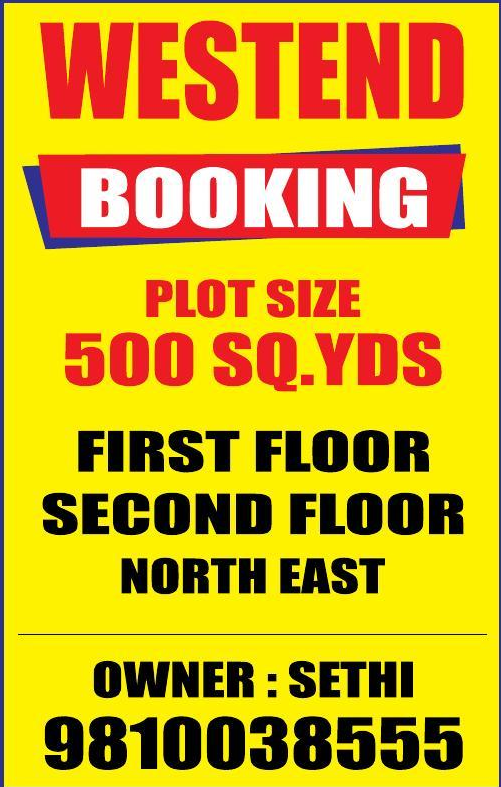 WESTEND
BOOKING
PLOT SIZE
500 SQ.YDS
FIRST FLOOR
SECOND FLOOR
NORTH EAST
OWNER : SETHI
9810038555